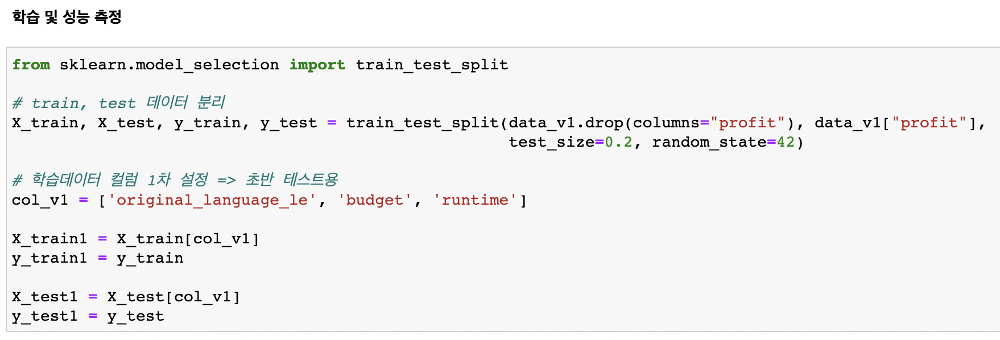 학습 및 성능 측정
from sklearn.model_selection import train_test_split
# train, test 데이터 분리
X_train, X_test, y_train, y_test = train_test_split(data_v1.drop(columns="profit"), data_v1["profit"],
test_size=0.2, random_state=42)
# 학습데이터 컬럼 1차 설정 => 초반 테스트용
col_v1 = ['original_language_le', 'budget', 'runtime']
X_train1 = X_train[col_v1]
y_train1 = y_train
X_test1 = X_test[col_v1]
y_test1 = y_test